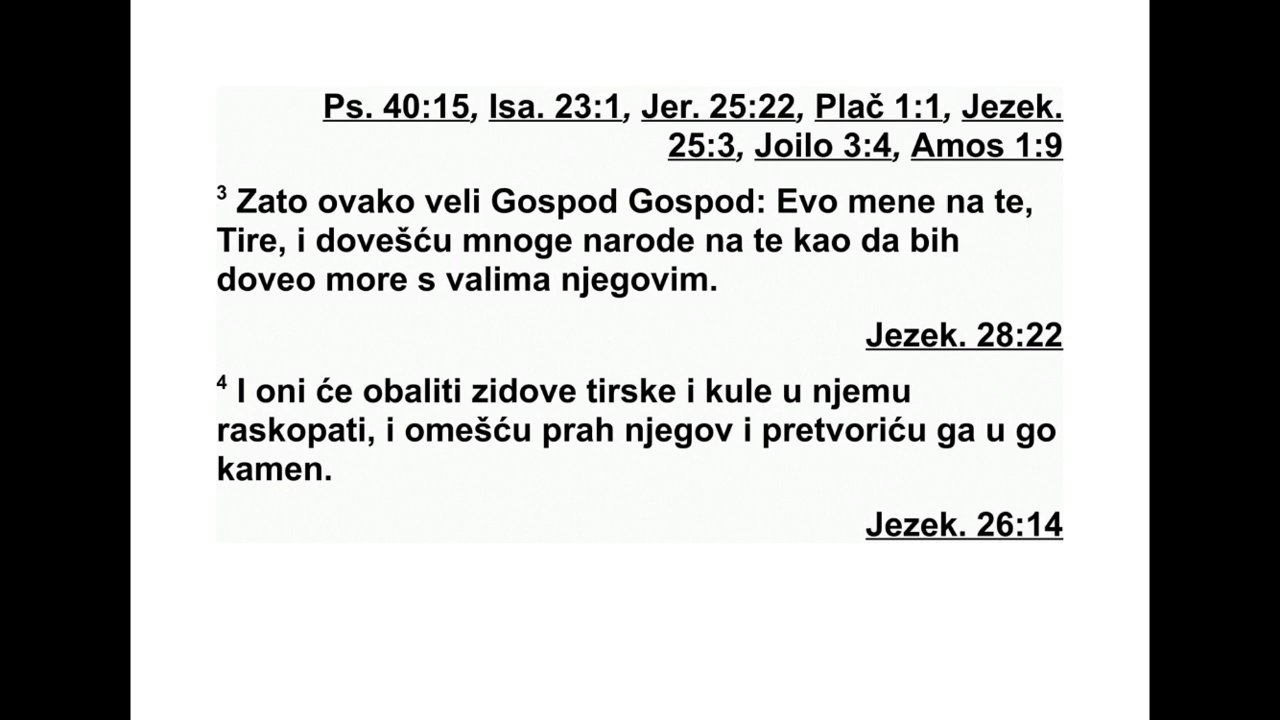 Ps. 40:15, Isa. 23:1, Jer. 25:22, Plač 1:1, Jezek.
25:3, Joilo 3:4, Amos 1:9
3 Zato ovako veli Gospod Gospod: Evo mene na te,
Tire, i dovešću mnoge narode na te kao da bih
doveo more s valima njegovim.
Jezek. 28:22
4 I oni će obaliti zidove tirske i kule u njemu
raskopati, i omešću prah njegov i pretvoriću ga u go
kamen.
Jezek. 26:14